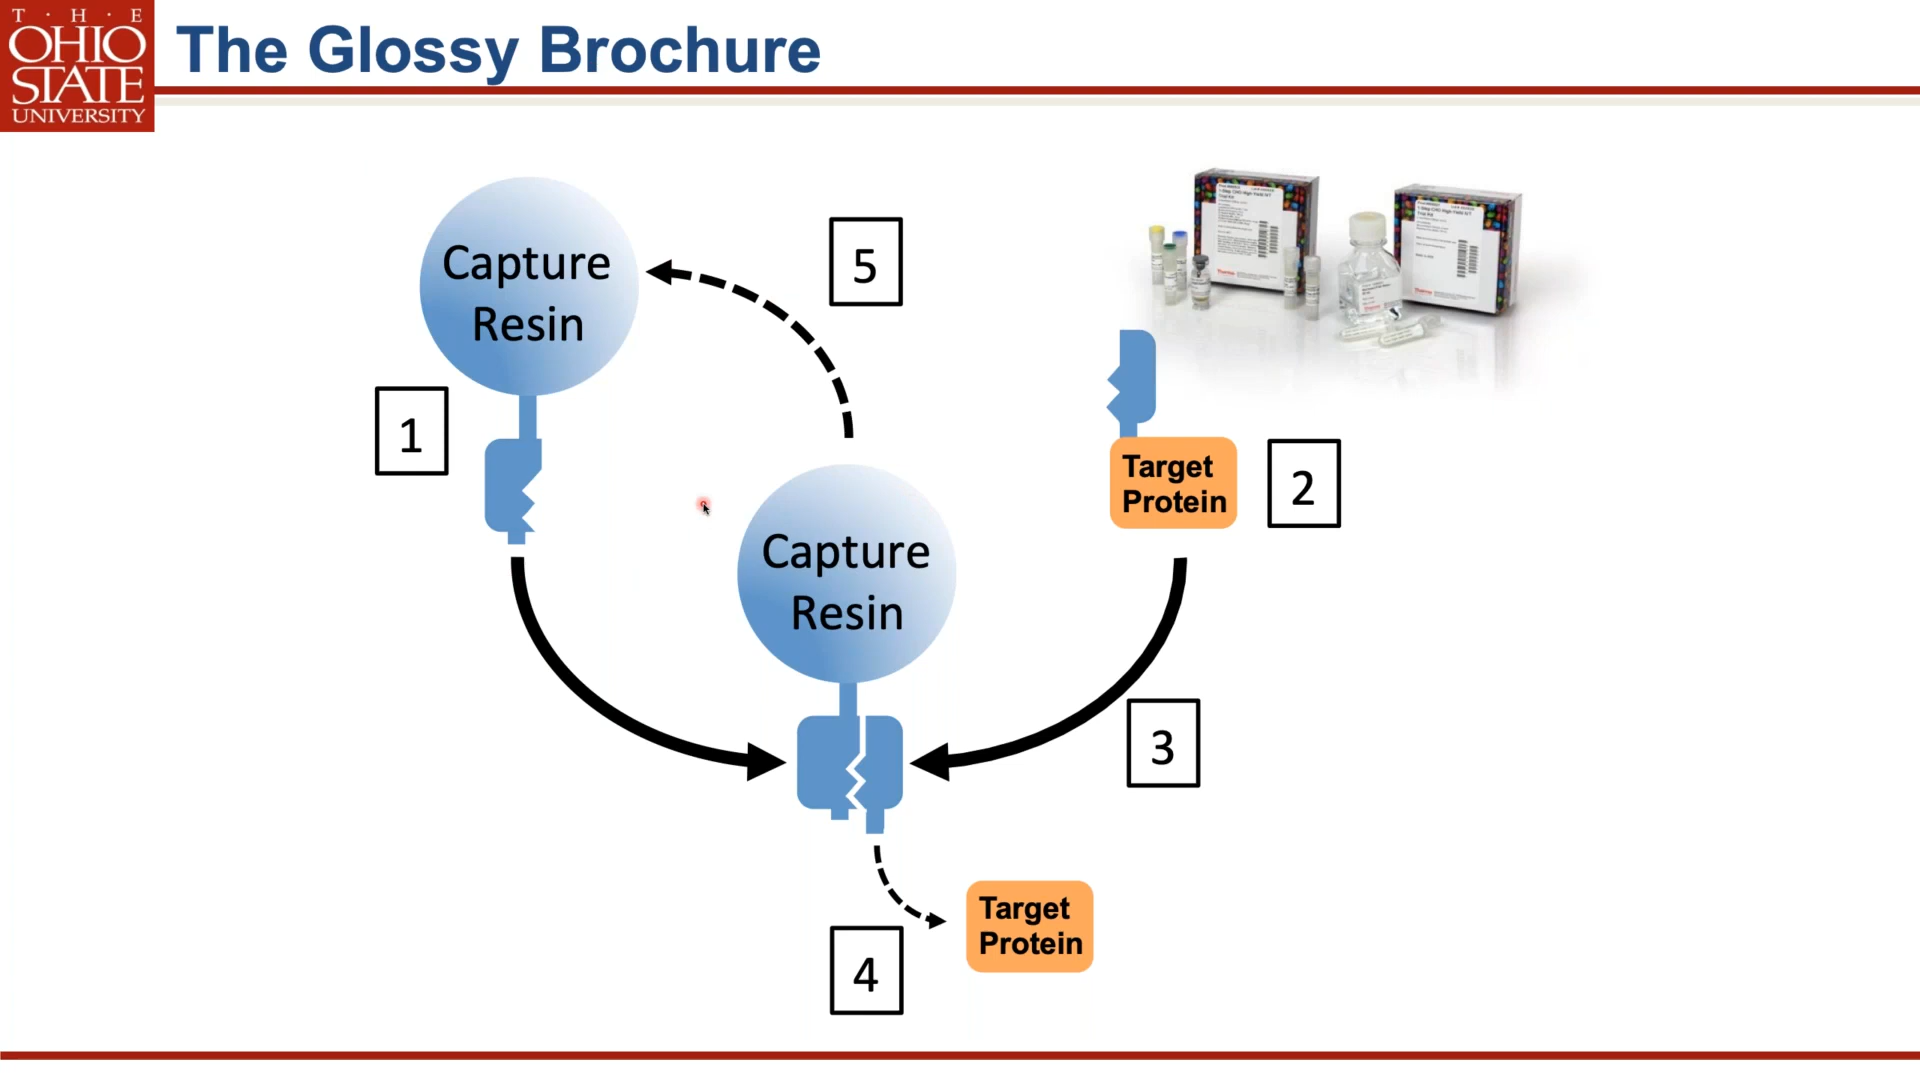 T · H · E
OHIO
STATE
UNIVERSITY
The Glossy Brochure
Capture
Resin
5
1
Target
Protein
2
Capture
Resin
3
Target
Protein
4